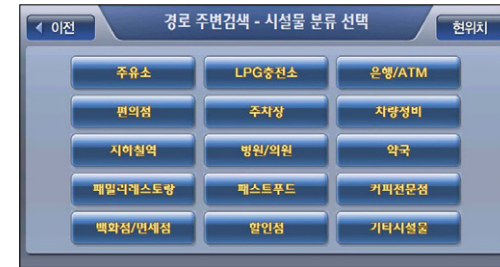 이전 경로 주변검색 - 시설물 분류 선택 현위치
주유소 LPG충전소 은행/ATM
편의점 주차장 차량정비
지하철역 병원/의원 약국
패밀리레스토랑 패스트푸드 커피전문점
백화점/면세점 할인점 기타시설물